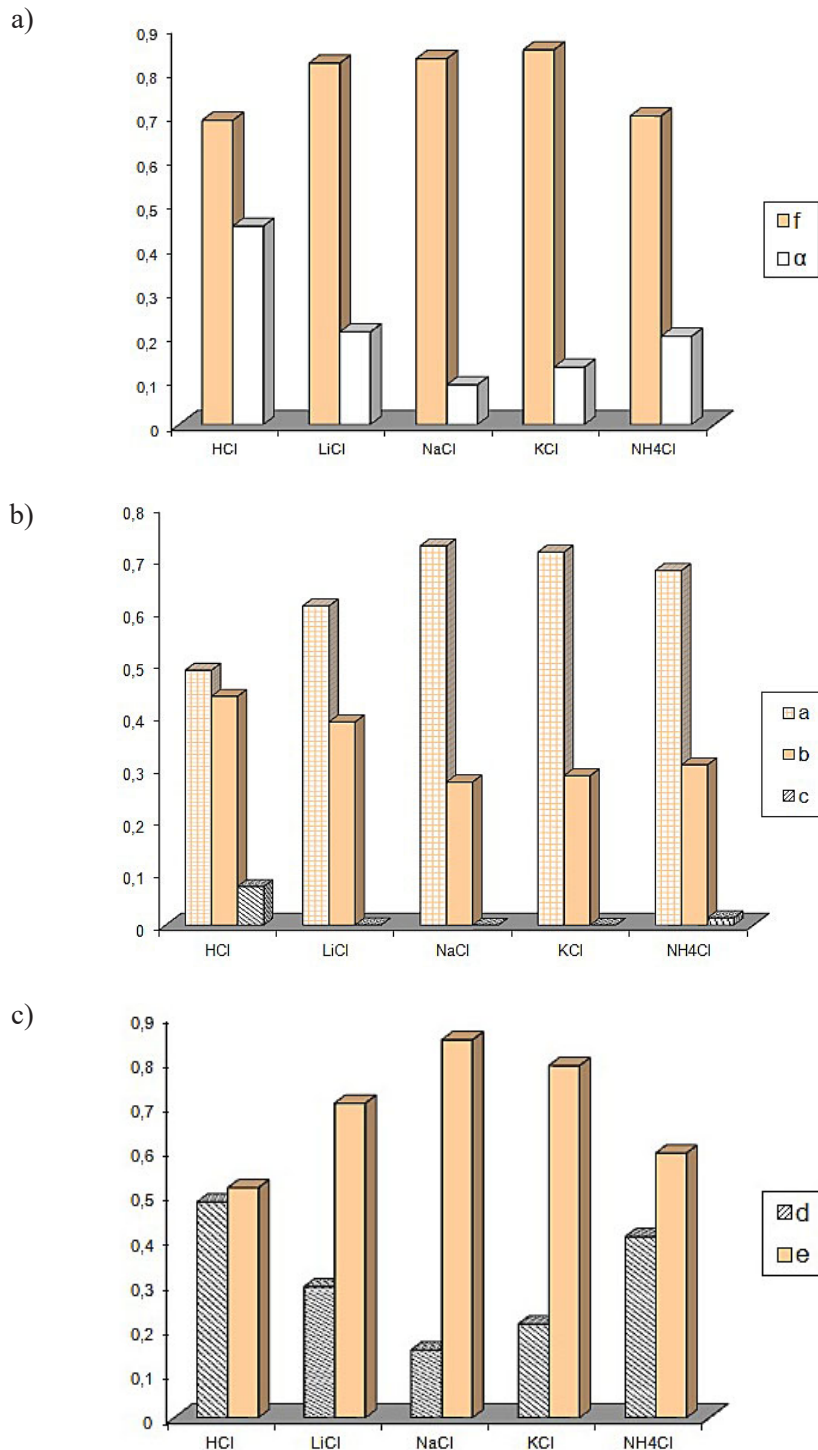 a)
0,9
0,8
0,7
0,6
0,5
0,4
0,3
0,2
0,1
0
HCl LiCl NaCl KCl NH4Cl
f
α
b)
0,8
0,7
0,6
0,5
0,4
0,3
0,2
0,1
0
HCl LiCl NaCl KCl NH4Cl
a
b
c
c)
0,9
0,8
0,7
0,6
0,5
0,4
0,3
0,2
0,1
0
HCl LiCl NaCl KCl NH4Cl
d
e